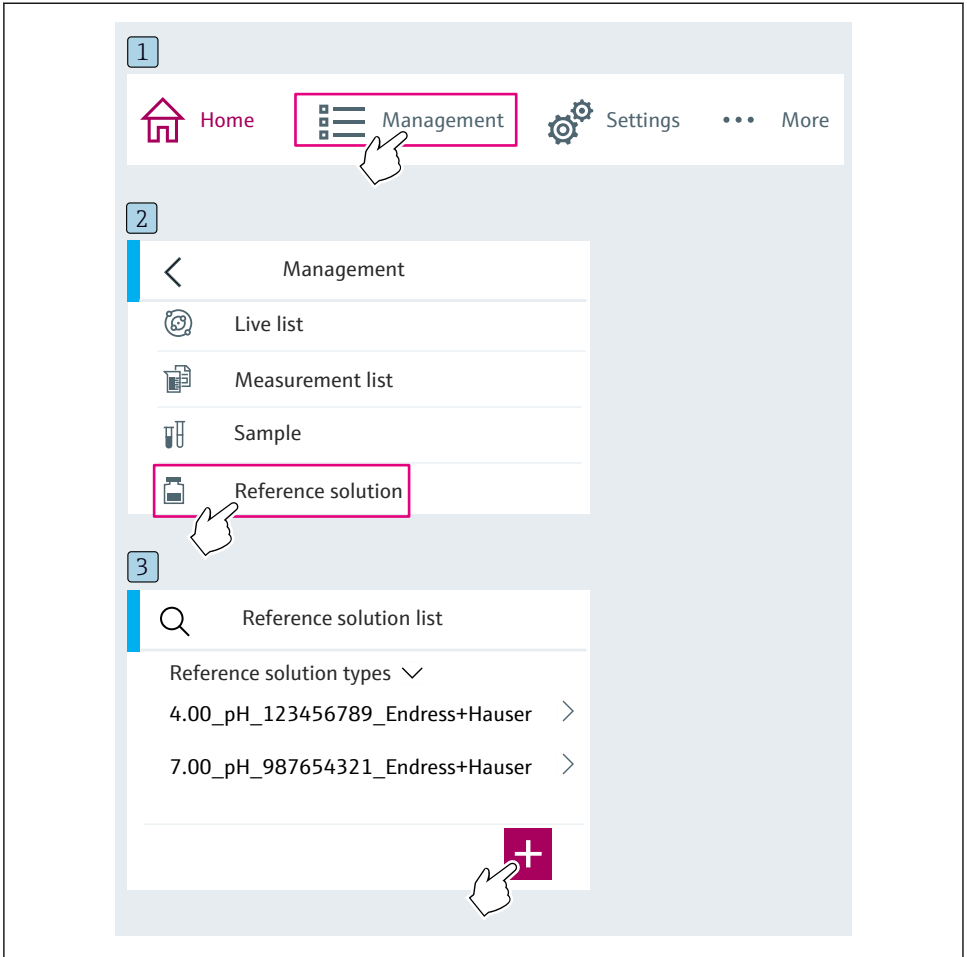 1
Home Management Settings ••• More
2
Management
Live list
Measurement list
Sample
Reference solution
3
Reference solution list
Reference solution types
4.00_pH_123456789_Endress+Hauser
7.00_pH_987654321_Endress+Hauser